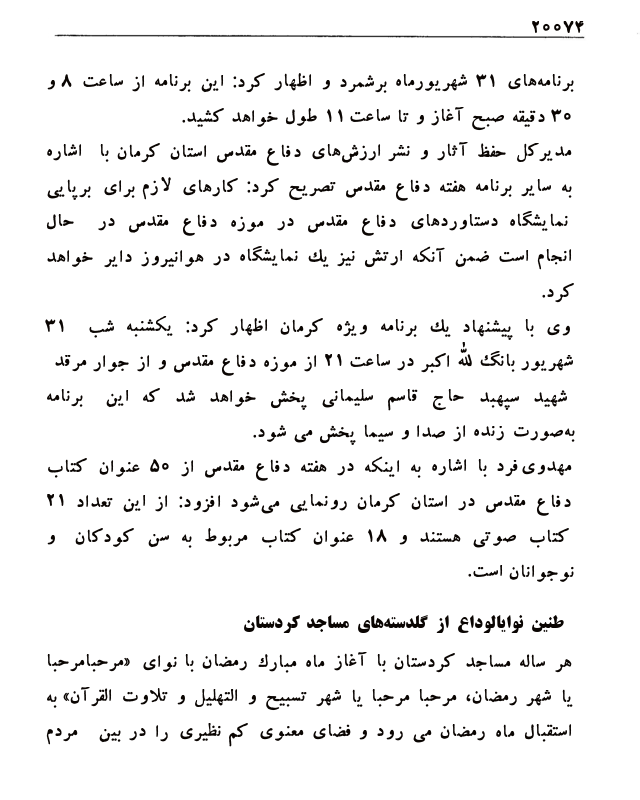 ۲۰۰۷۴
برنامه‌های ۳۱ شهریورماه برشمرد و اظهار کرد: این برنامه از ساعت ۸ و
۳۰ دقیقه صبح آغاز و تا ساعت ۱۱ طول خواهد کشید.
مدیرکل حفظ آثار و نشر ارزش‌های دفاع مقدس استان کرمان با اشاره
به سایر برنامه هفته دفاع مقدس تصریح کرد: کارهای لازم برای برپایی
نمایشگاه دستاوردهای دفاع مقدس در موزه دفاع مقدس در حال
انجام است ضمن آنکه ارتش نیز یك نمایشگاه در هوانیروز دایر خواهد
کرد.
وی با پیشنهاد یك برنامه ویژه کرمان اظهار کرد: یکشنبه شب ۳۱
شهریور بانگ لله اکبر در ساعت ۲۱ از موزه دفاع مقدس و از جوار مرقد
شهید سپهبد حاج قاسم سلیمانی پخش خواهد شد که این برنامه
به‌صورت زنده از صدا و سیما پخش می شود.
مهدوی‌فرد با اشاره به اینکه در هفته دفاع مقدس از ۵۰ عنوان کتاب
دفاع مقدس در استان کرمان رونمایی می‌شود افزود: از این تعداد ۲۱
کتاب صوتی هستند و ۱۸ عنوان کتاب مربوط به سن کودکان و
نوجوانان است.
طنین نوایالوداع از گلدسته‌های مساجد کردستان
هر ساله مساجد کردستان با آغاز ماه مبارك رمضان با نوای «مرحبامرحبا
یا شهر رمضان، مرحبا مرحبا یا شهر تسبیح و التهلیل و تلاوت القرآن» به
استقبال ماه رمضان می رود و فضای معنوی کم نظیری را در بین مردم